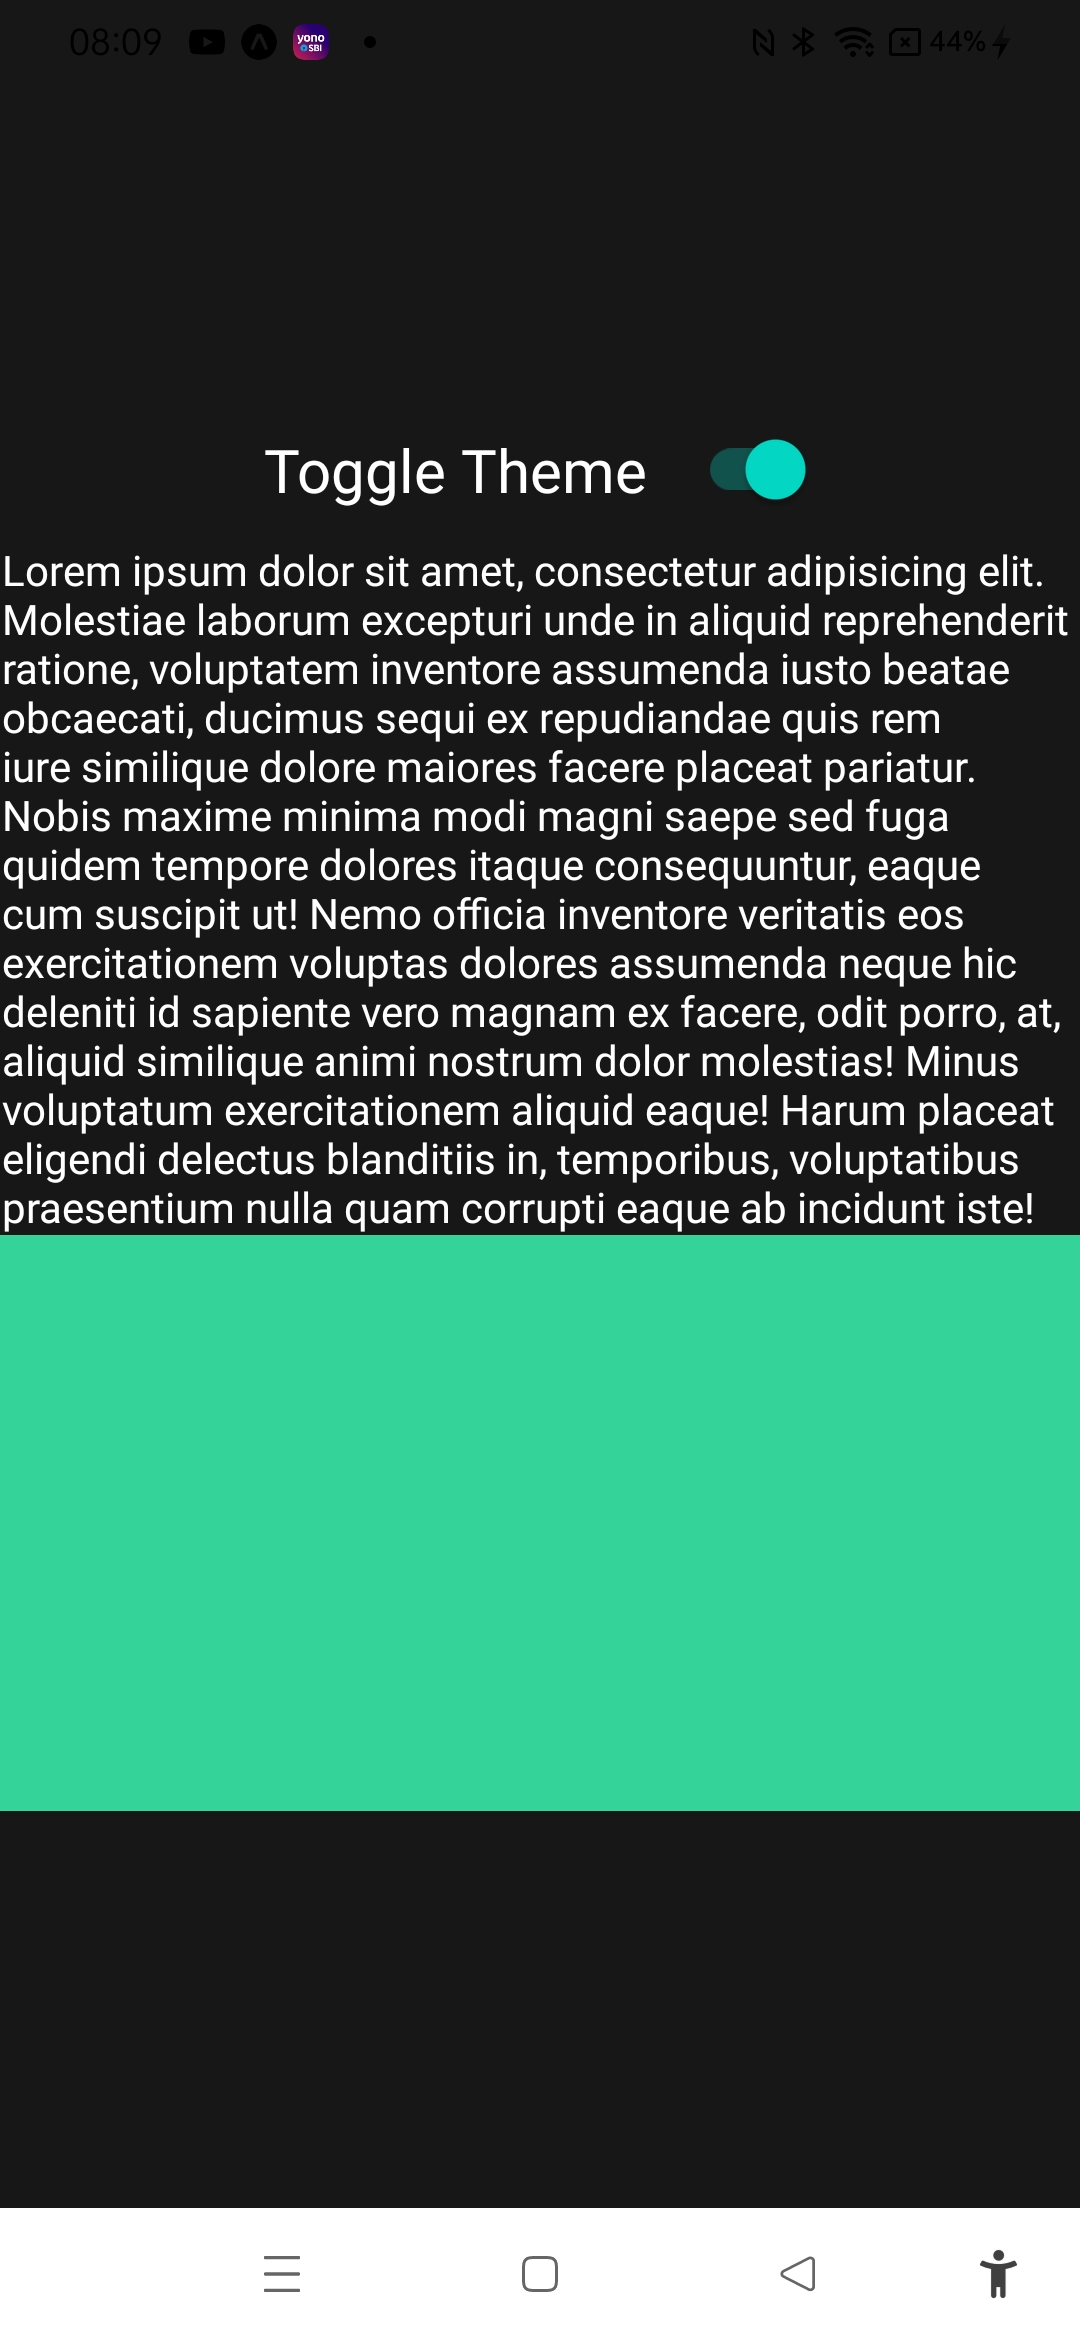 08:09
yono
SBI
44%
Toggle Theme
Lorem ipsum dolor sit amet, consectetur adipisicing elit.
Molestiae laborum excepturi unde in aliquid reprehenderit
ratione, voluptatem inventore assumenda iusto beatae
obcaecati, ducimus sequi ex repudiandae quis rem
iure similique dolore maiores facere placeat pariatur.
Nobis maxime minima modi magni saepe sed fuga
quidem tempore dolores itaque consequuntur, eaque
cum suscipit ut! Nemo officia inventore veritatis eos
exercitationem voluptas dolores assumenda neque hic
deleniti id sapiente vero magnam ex facere, odit porro, at,
aliquid similique animi nostrum dolor molestias! Minus
voluptatum exercitationem aliquid eaque! Harum placeat
eligendi delectus blanditiis in, temporibus, voluptatibus
praesentium nulla quam corrupti eaque ab incidunt iste!